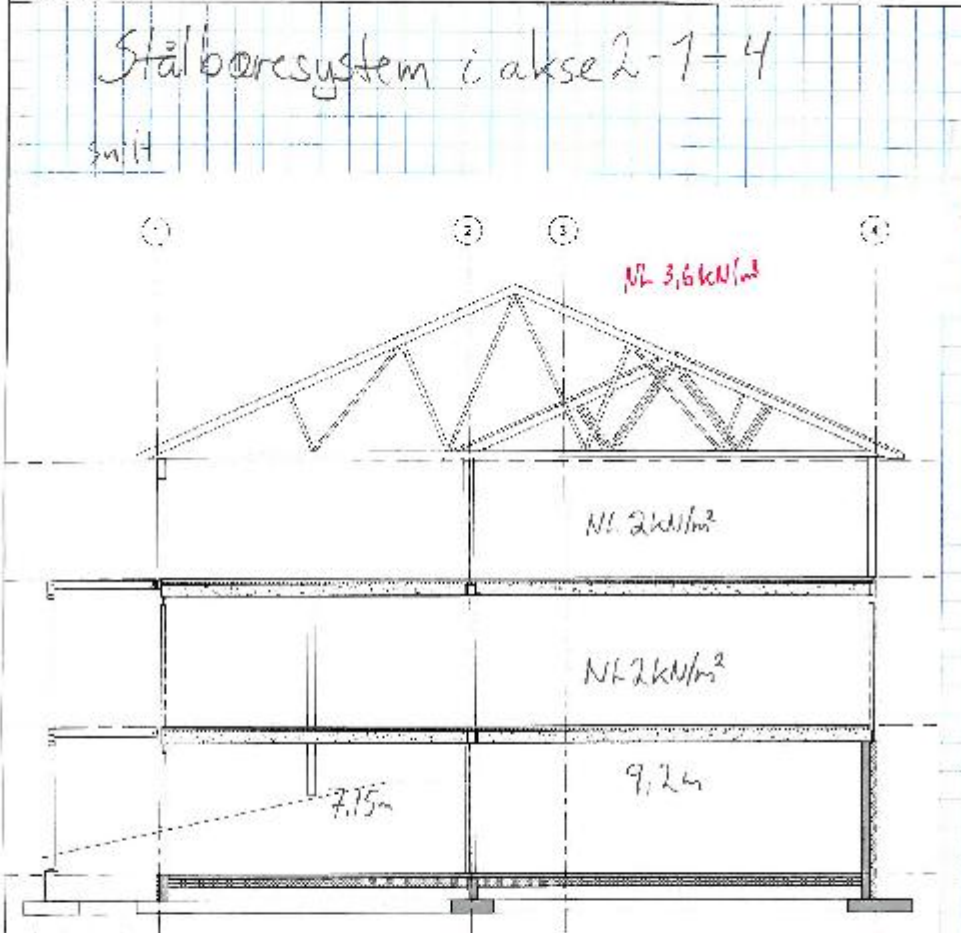 Stålbæresystem i akse 2-1-4
Snitt
1 2 3 4
NL 3,6 kN/m²
NL 2kN/m²
NL 2kN/m²
7,75m
9,2m